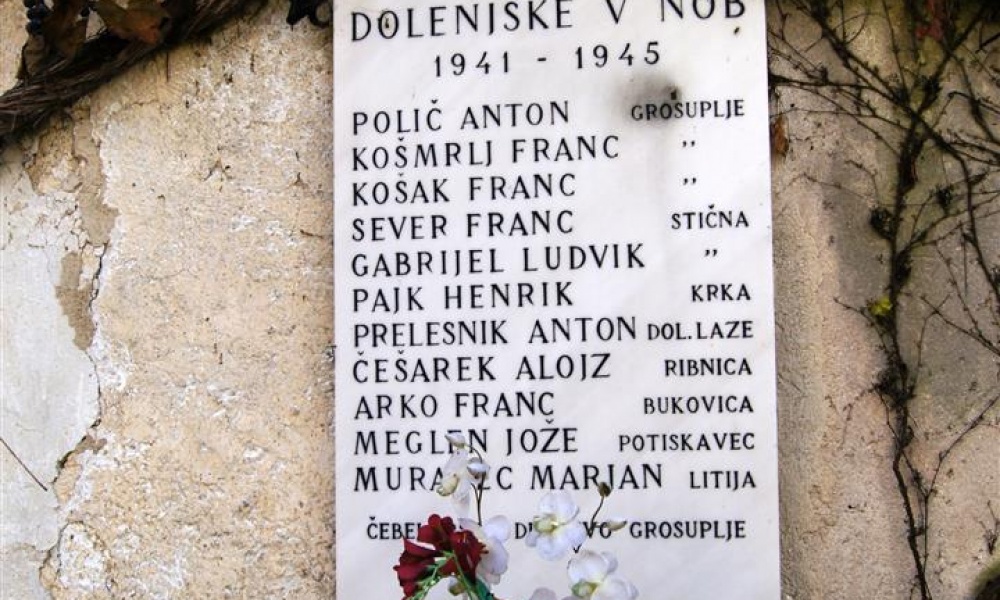 DOLENJSKE V NOB
1941 - 1945
POLIČ ANTON GROSUPLJE
KOŠMRLJ FRANC "
KOŠAK FRANC "
SEVER FRANC STIČNA
GABRIJEL LUDVIK "
PAJK HENRIK KRKA
PRELESNIK ANTON DOL. LAZE
ČEŠAREK ALOJZ RIBNICA
ARKO FRANC BUKOVICA
MEGLEN JOŽE POTISKAVEC
MARJAN LITIJA
GROSUPLJE